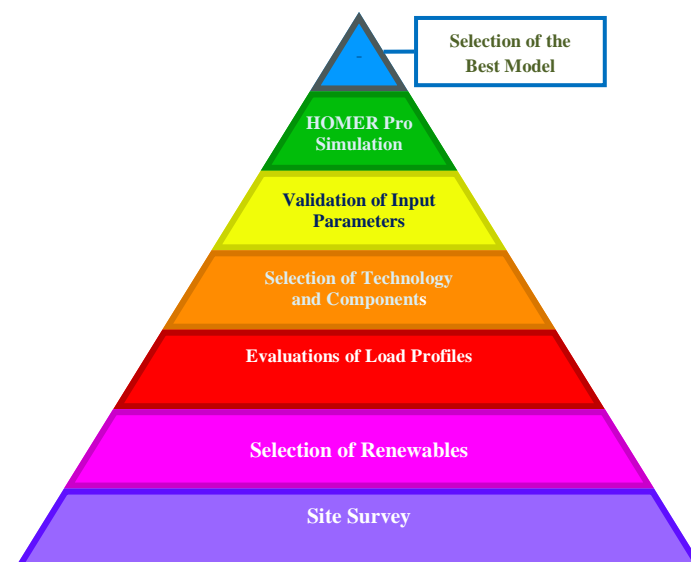 Selection of the
Best Model
-
HOMER Pro
Simulation
Validation of Input
Parameters
Selection of Technology
and Components
Evaluations of Load Profiles
Selection of Renewables
Site Survey